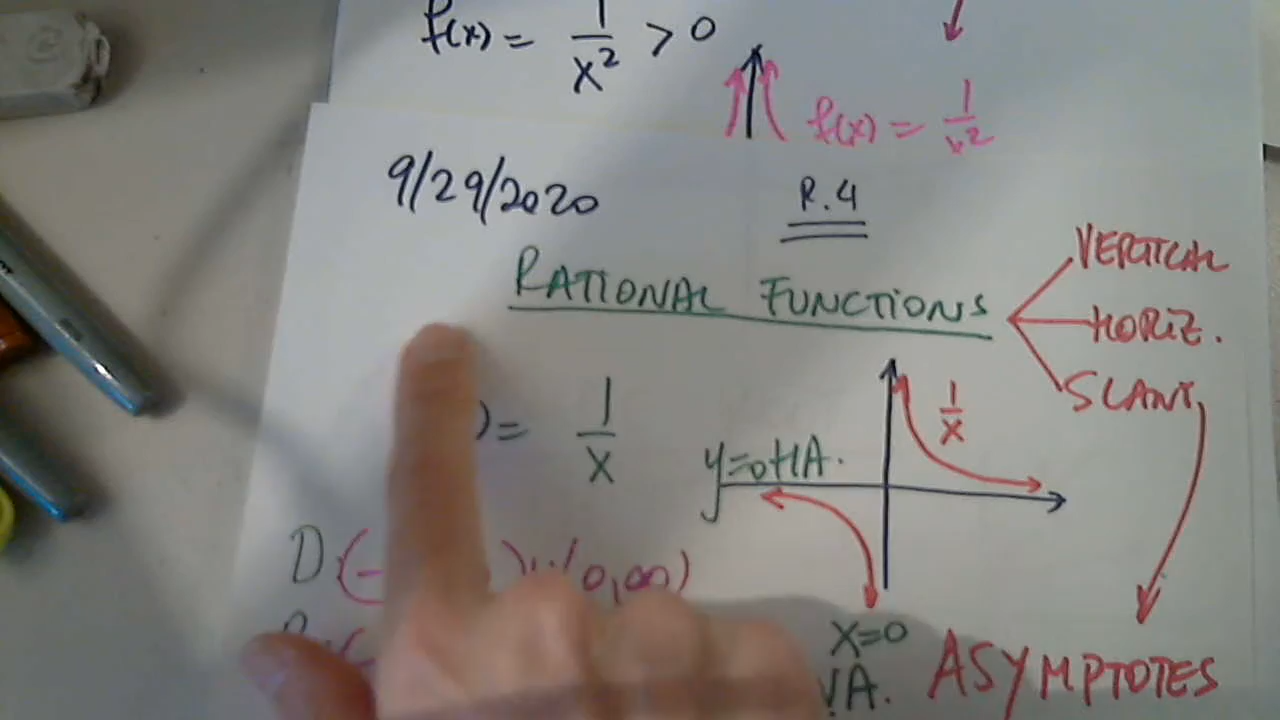 f(x) = 1/x² > 0
f(x) = 1/x²
9/29/2020
R.4
RATIONAL FUNCTIONS
VERTICAL
HORIZ.
SLANT
) = 1/x
1/x
y=0 HA.
D (- ) ∪ (0, ∞)
x=0
VA.
ASYMPTOTES